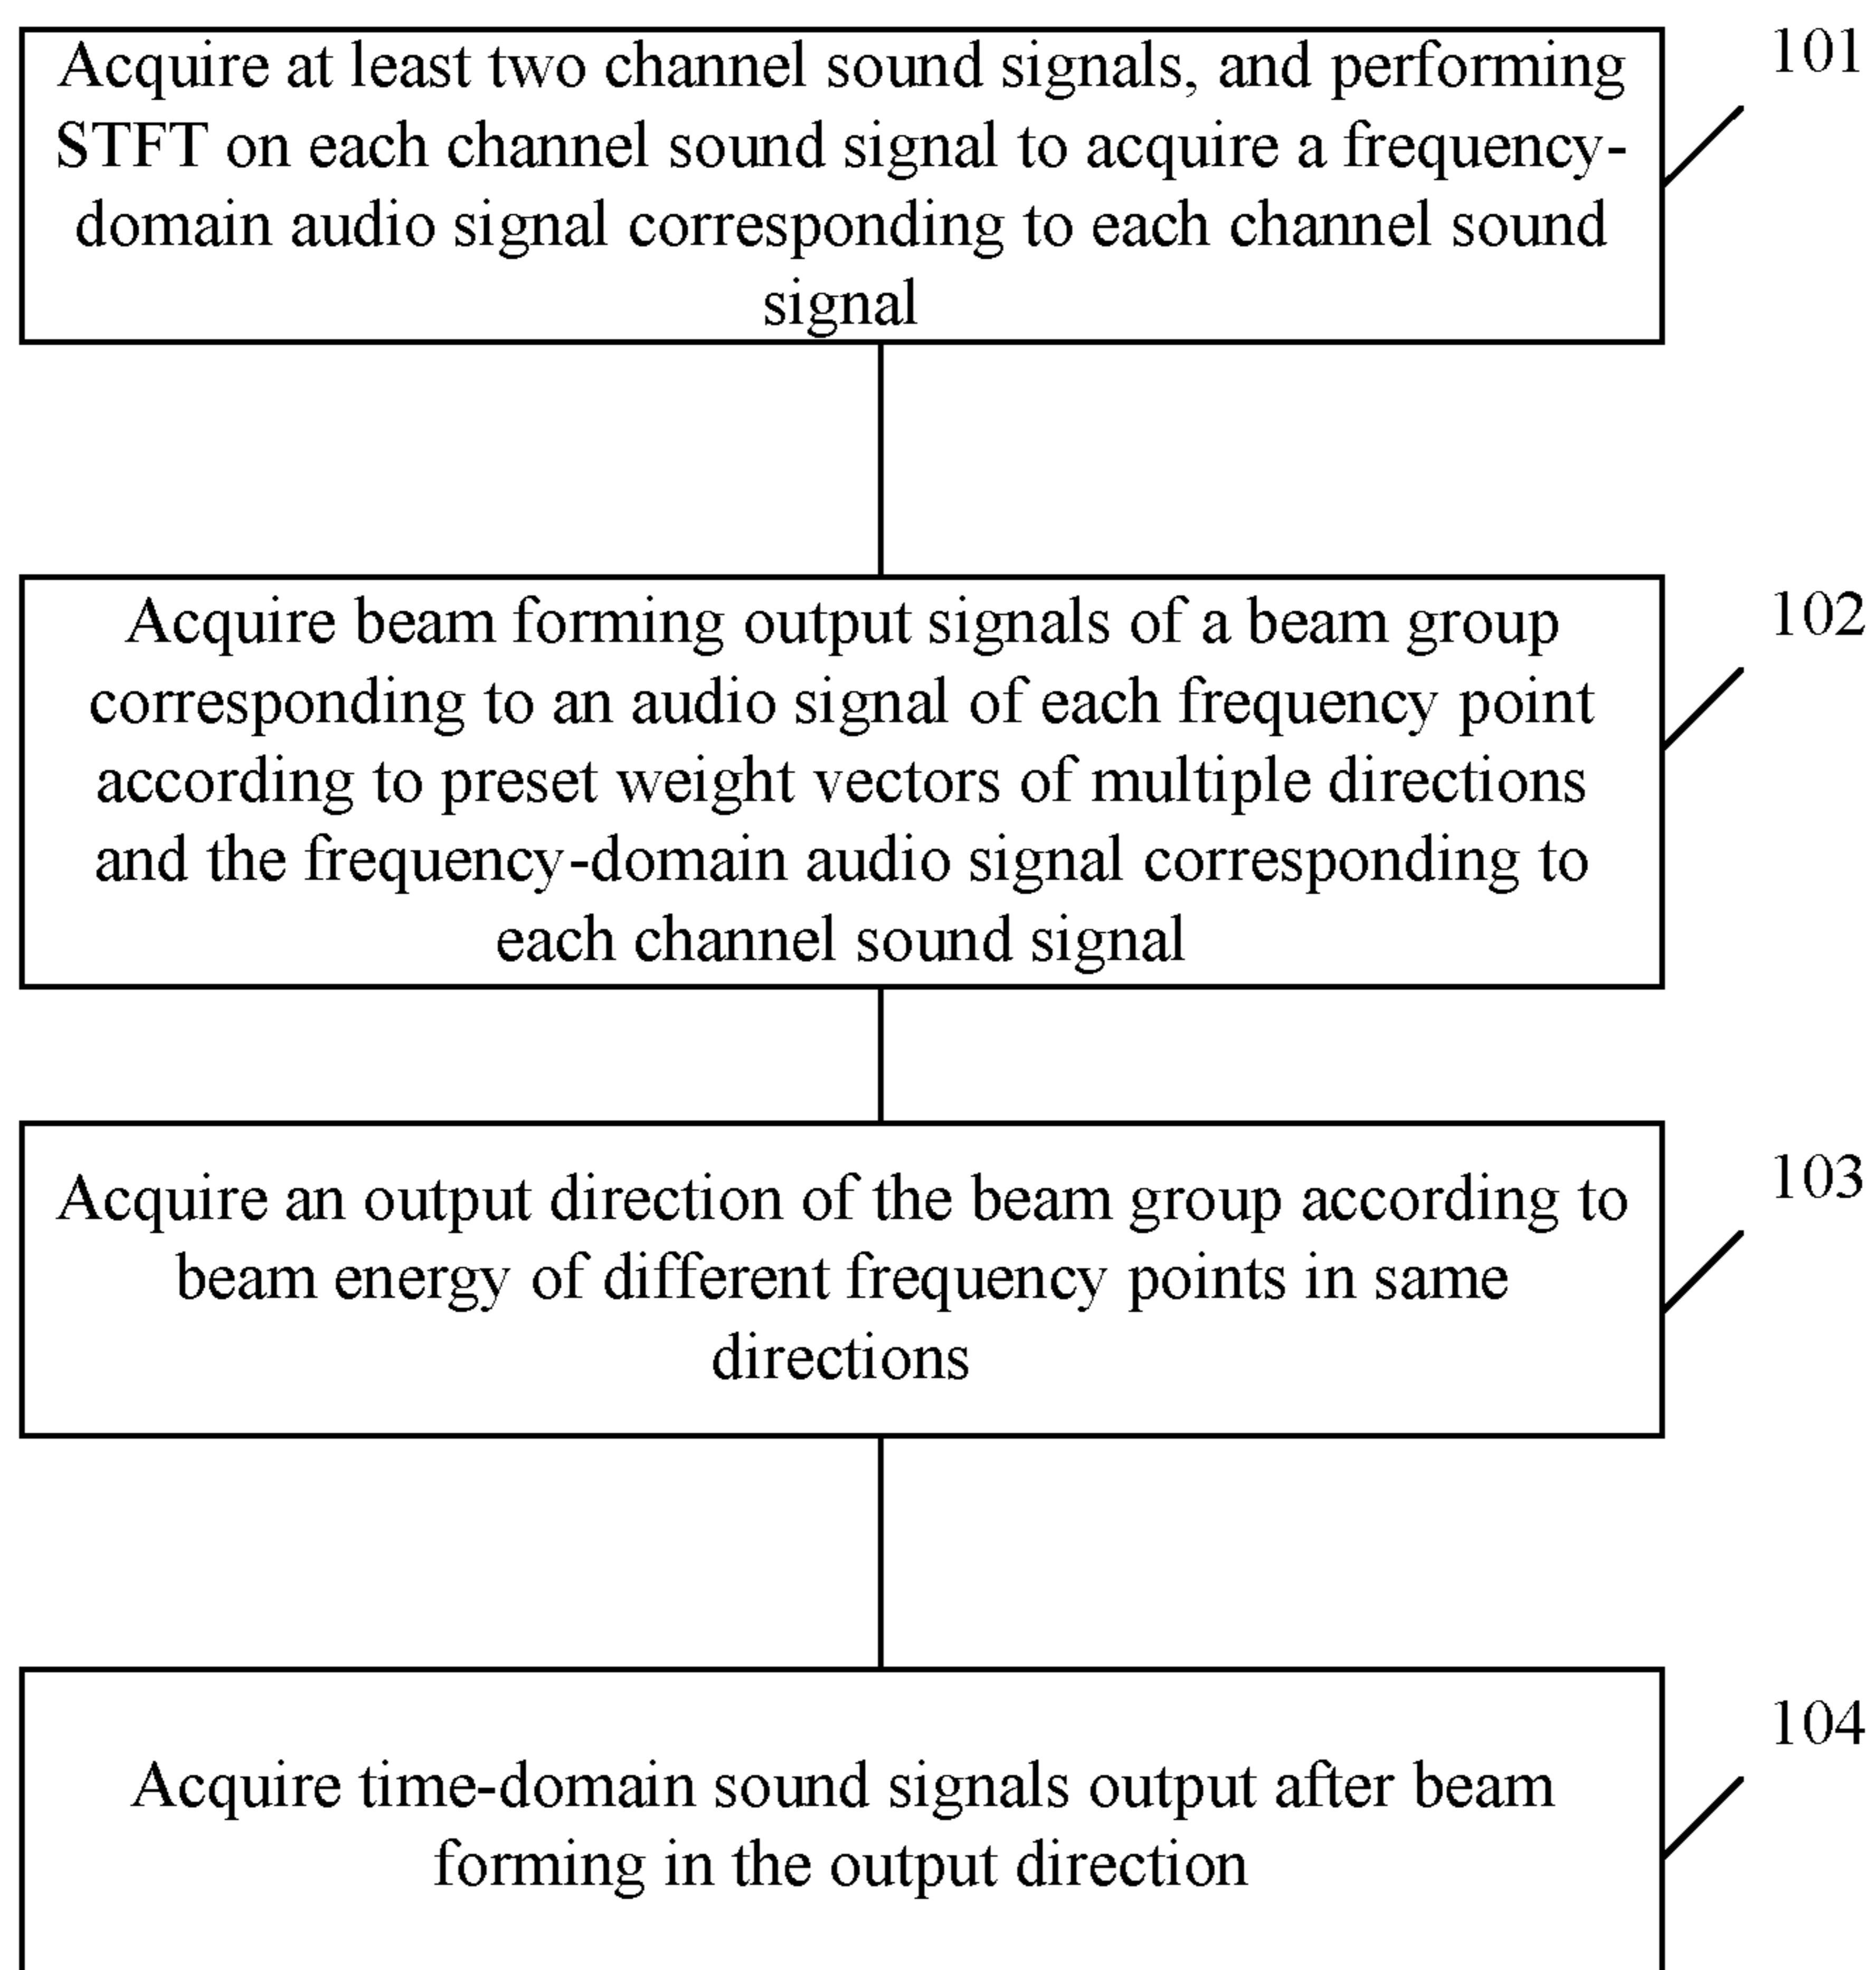 Acquire at least two channel sound signals, and performing
STFT on each channel sound signal to acquire a frequency-
domain audio signal corresponding to each channel sound
signal
101
Acquire beam forming output signals of a beam group
corresponding to an audio signal of each frequency point
according to preset weight vectors of multiple directions
and the frequency-domain audio signal corresponding to
each channel sound signal
102
Acquire an output direction of the beam group according to
beam energy of different frequency points in same
directions
103
Acquire time-domain sound signals output after beam
forming in the output direction
104